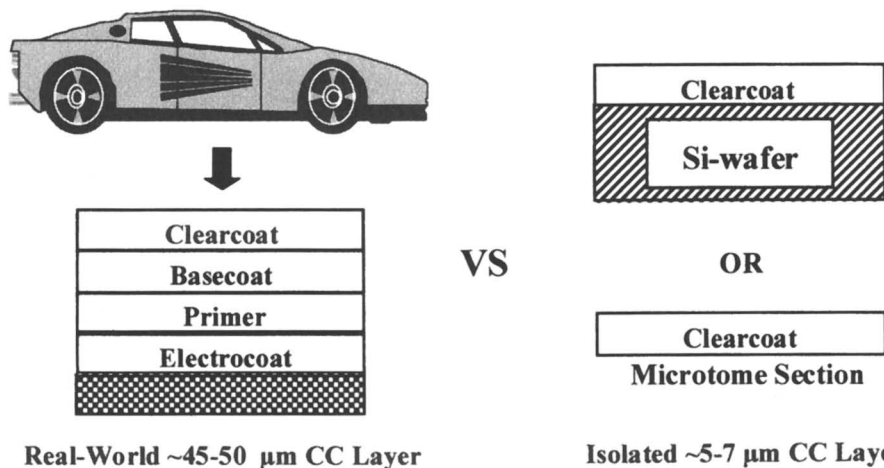 Clearcoat
Basecoat
Primer
Electrocoat
Real-World ~45-50 µm CC Layer
VS
Clearcoat
Si-wafer
OR
Clearcoat
Microtome Section
Isolated ~5-7 µm CC Laye